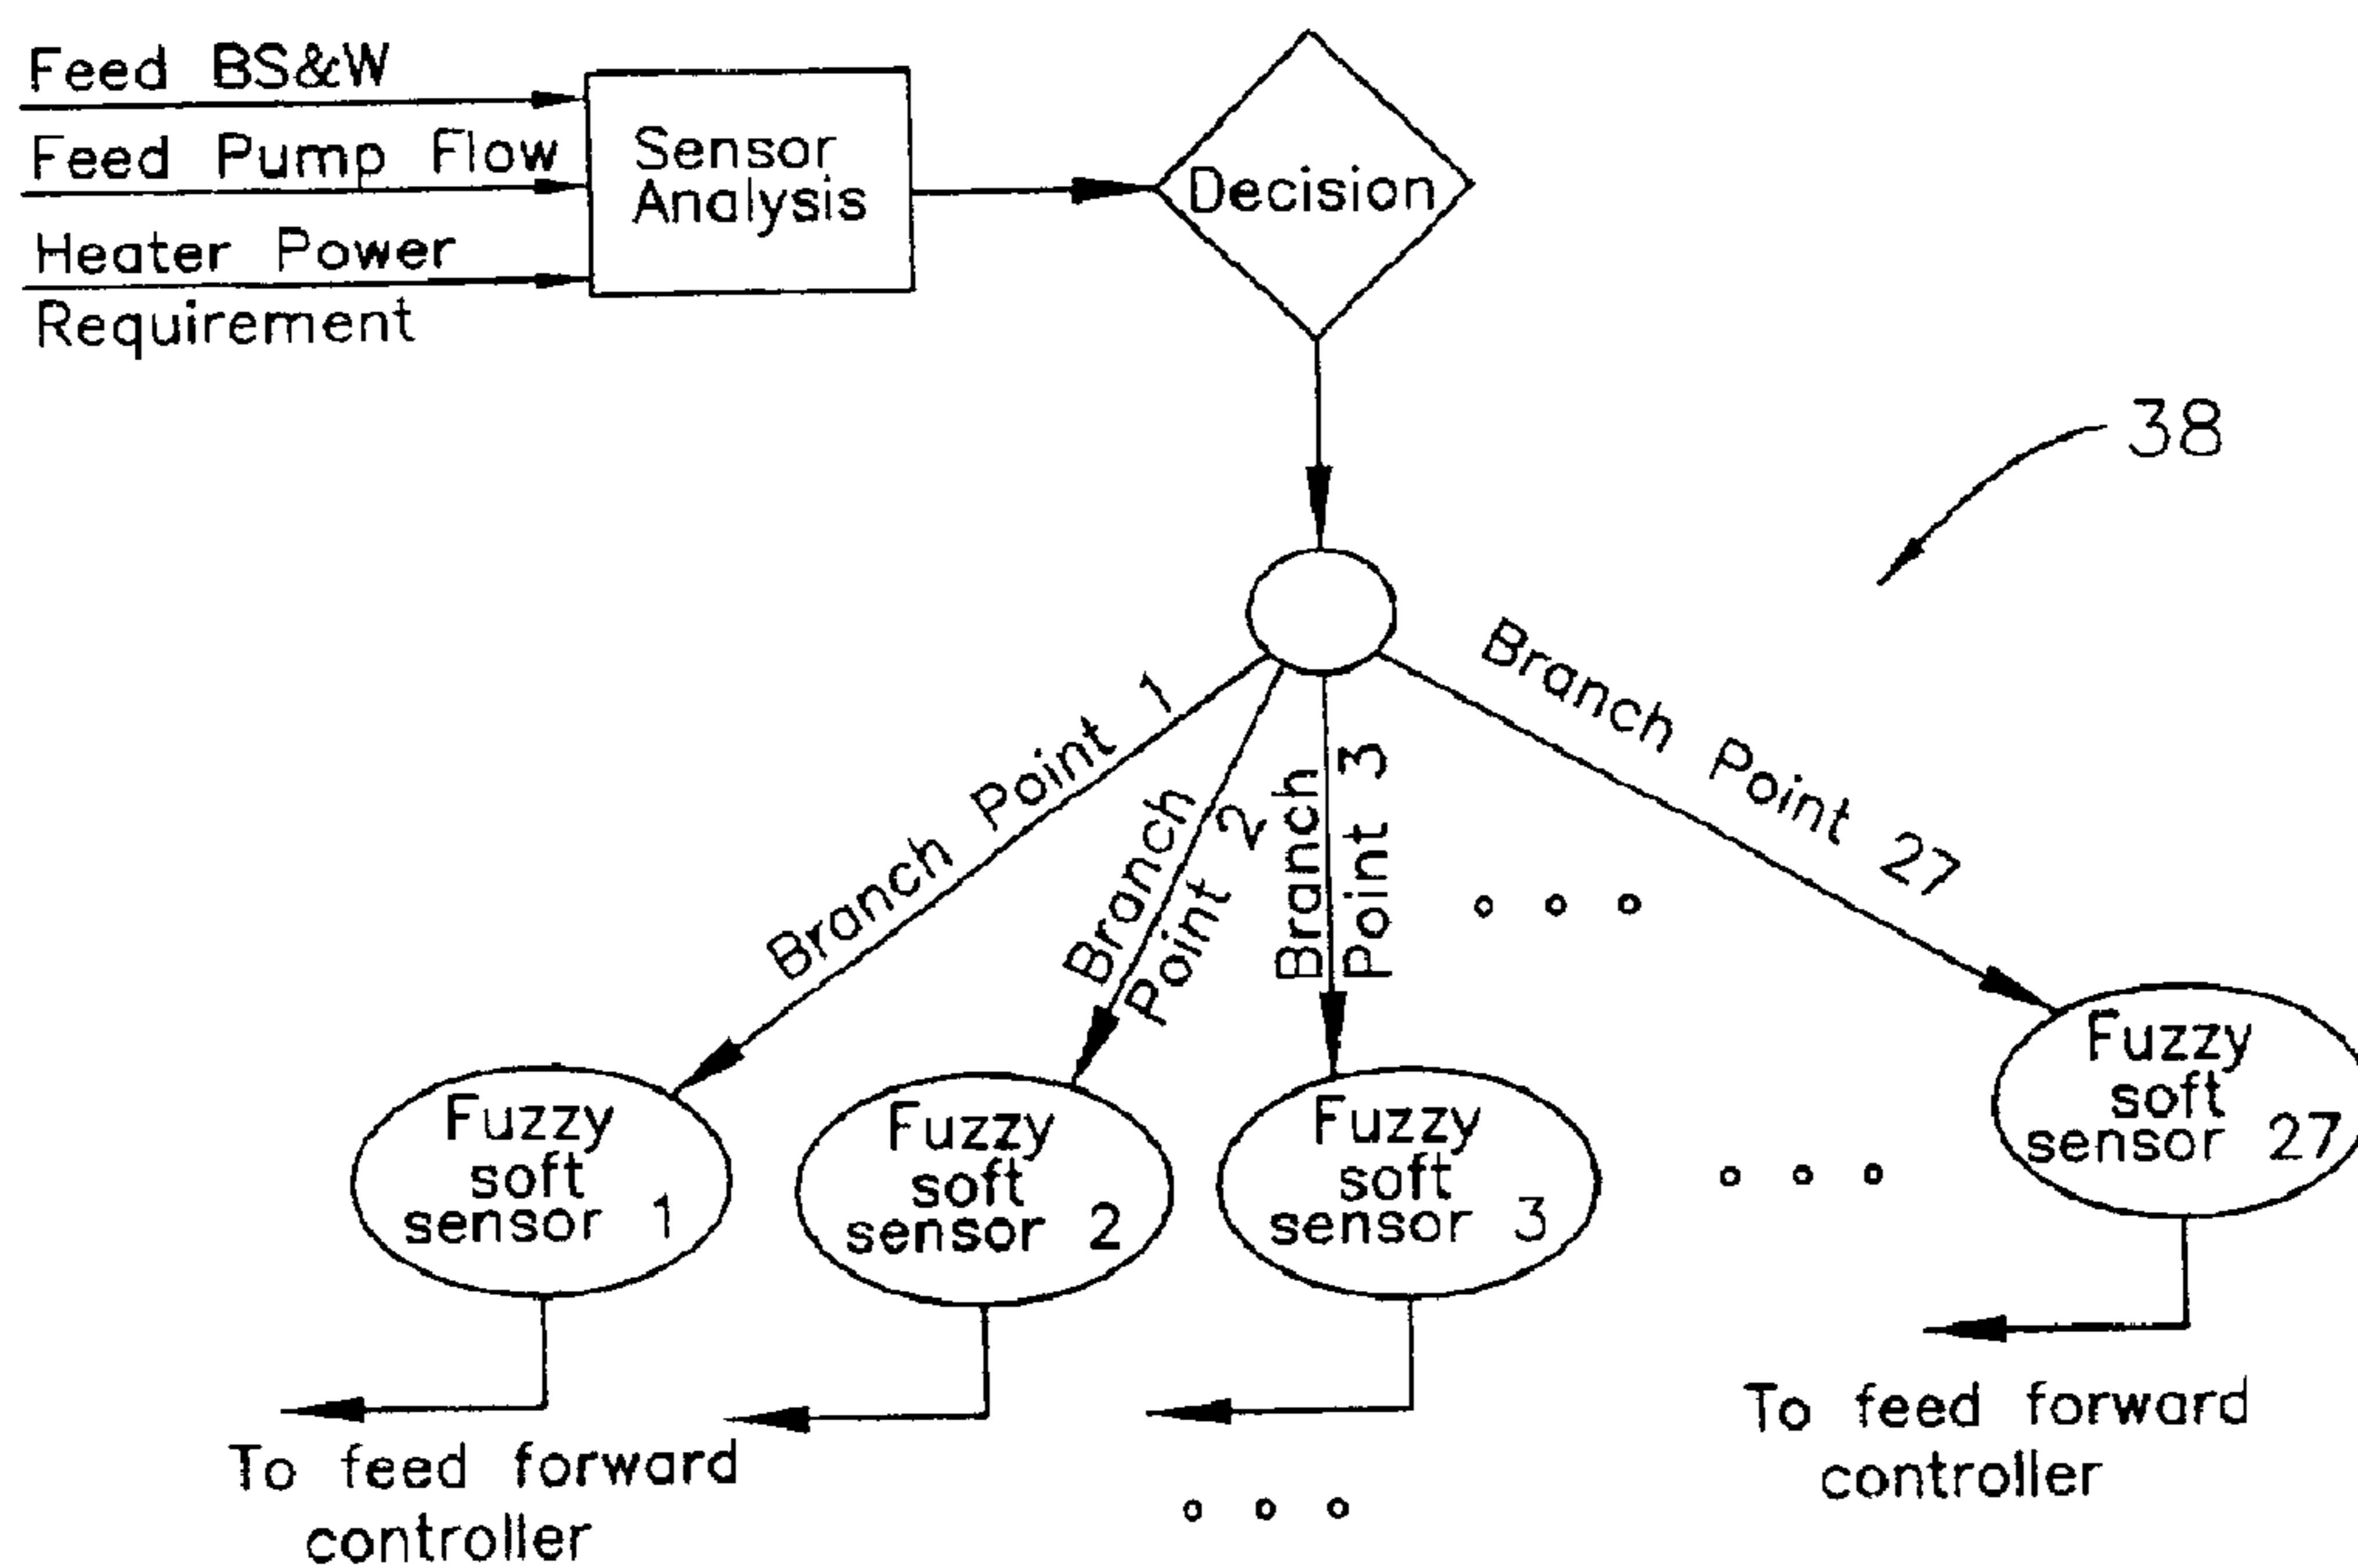 Feed BS&W
Feed Pump Flow
Heater Power
Requirement
Sensor
Analysis
Decision
38
Branch Point 1
Branch
Point 2
Branch
Point 3
Branch Point 27
Fuzzy
soft
sensor 1
Fuzzy
soft
sensor 2
Fuzzy
soft
sensor 3
Fuzzy
soft
sensor 27
To feed forward
controller
To feed forward
controller